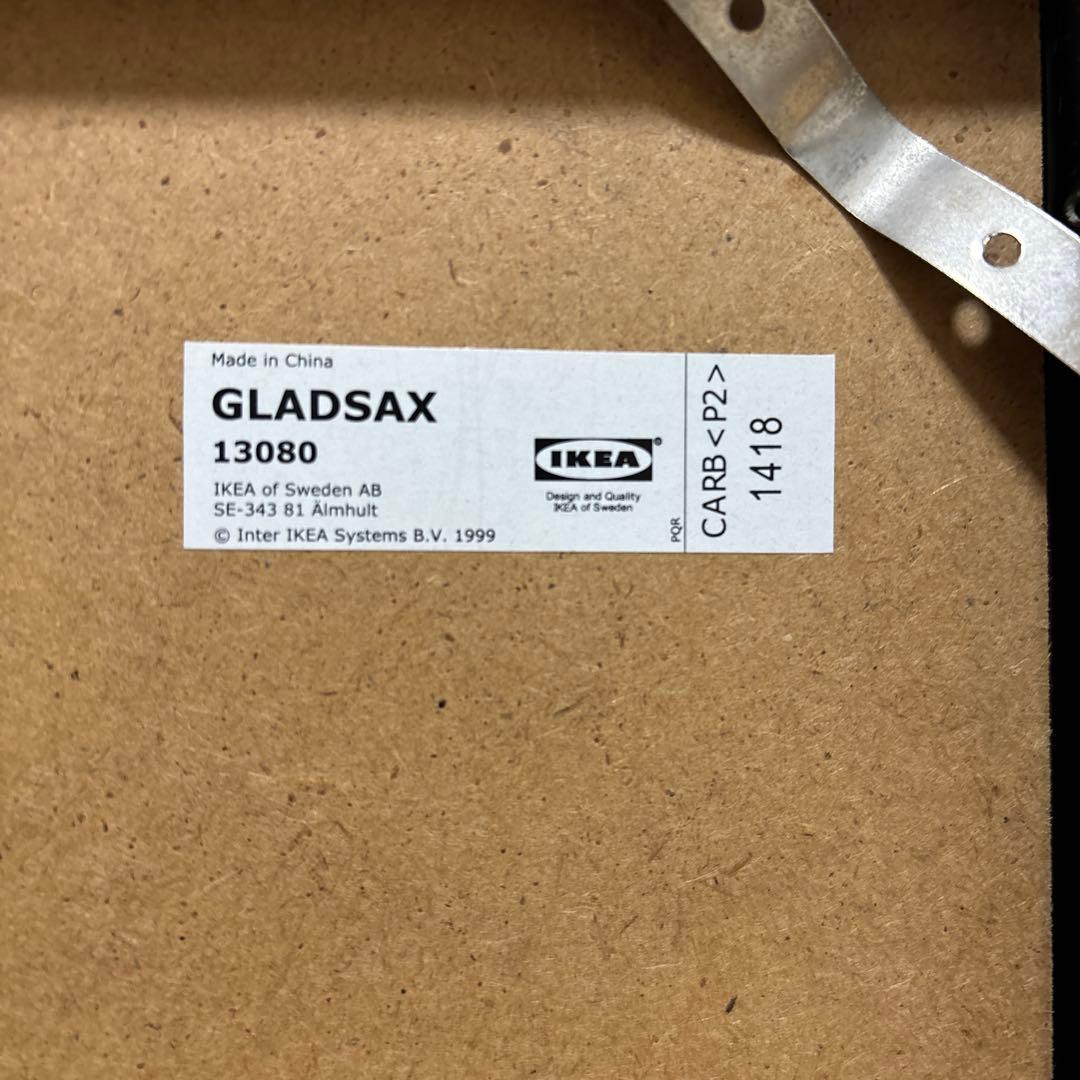 Made in China
GLADSAX
13080
IKEA of Sweden AB
SE-343 81 Älmhult
© Inter IKEA Systems B.V. 1999
IKEA®
Design and Quality
IKEA of Sweden
PQR
CARB<P2>
1418